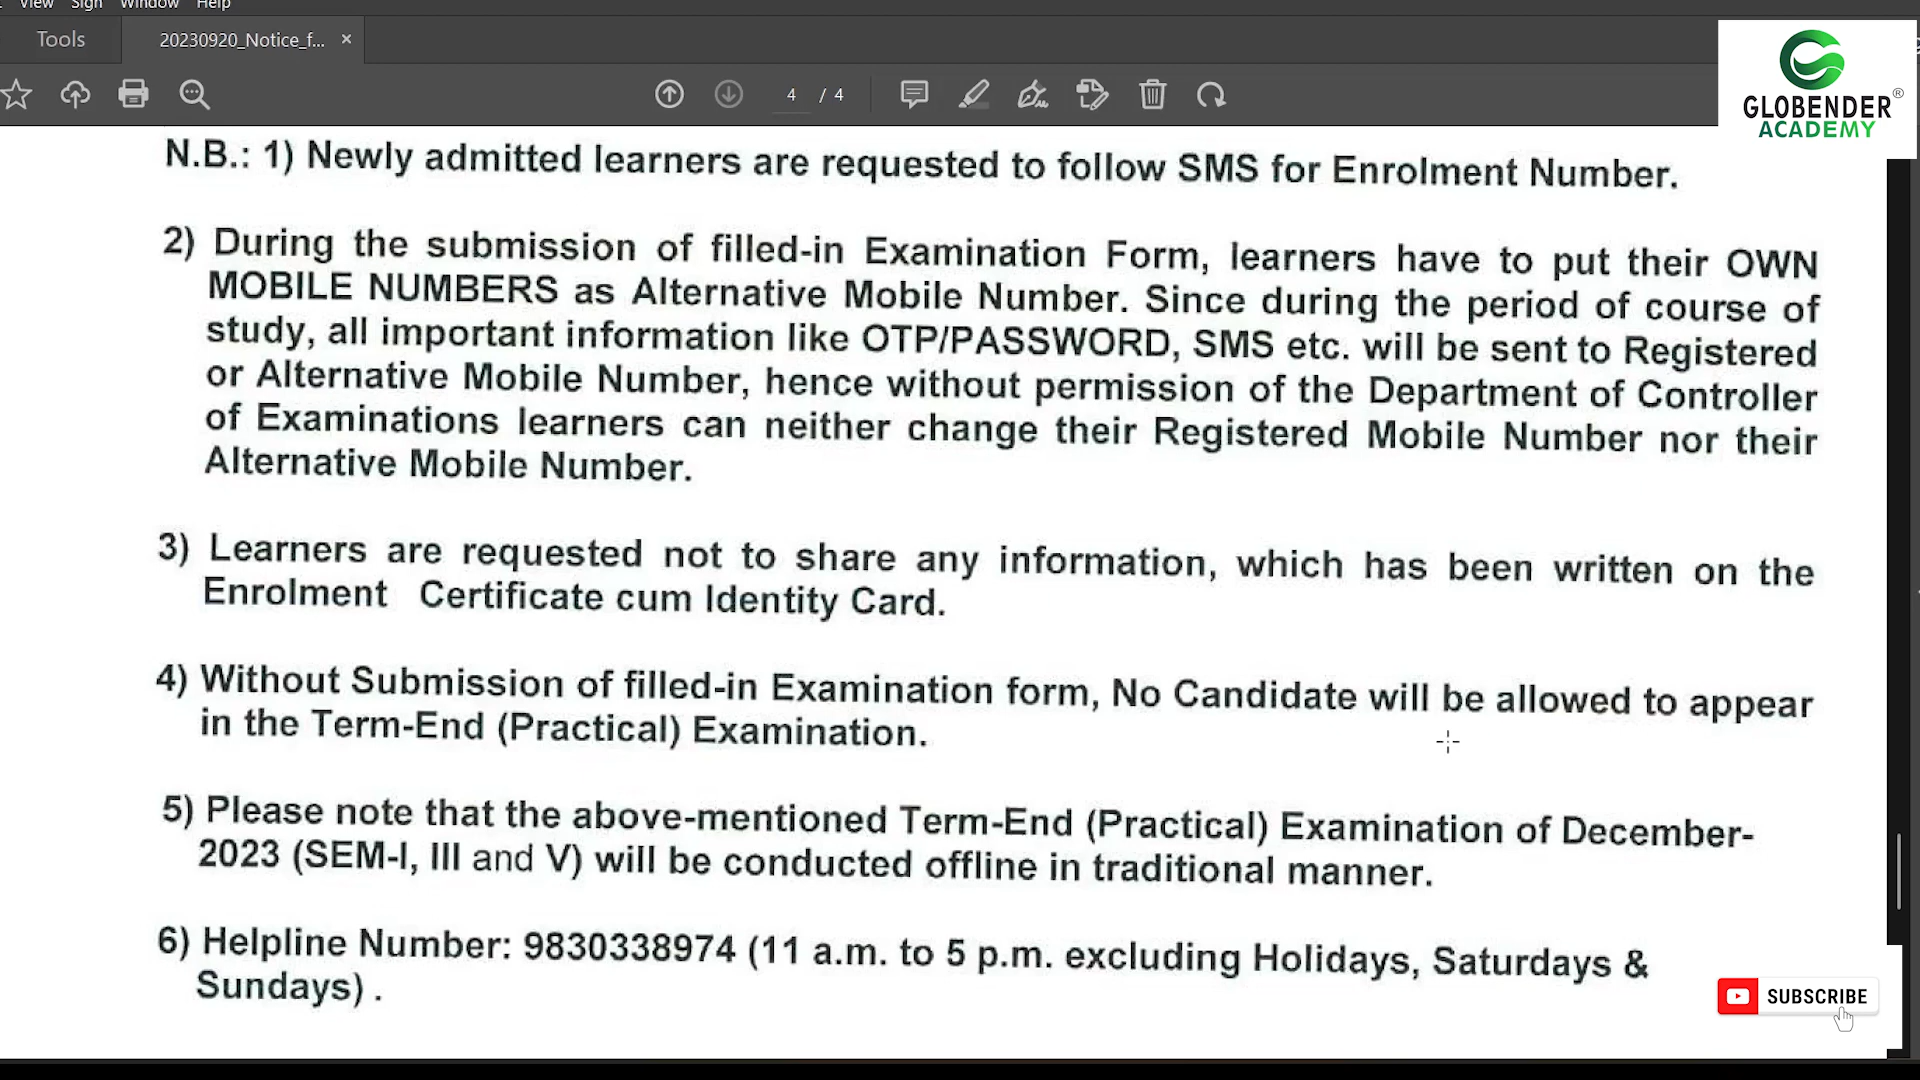 View Sign Window Help
Tools
20230920_Notice_f... ×
4 / 4
GLOBENDER®
ACADEMY
N.B.: 1) Newly admitted learners are requested to follow SMS for Enrolment Number.
2) During the submission of filled-in Examination Form, learners have to put their OWN
MOBILE NUMBERS as Alternative Mobile Number. Since during the period of course of
study, all important information like OTP/PASSWORD, SMS etc. will be sent to Registered
or Alternative Mobile Number, hence without permission of the Department of Controller
of Examinations learners can neither change their Registered Mobile Number nor their
Alternative Mobile Number.
3) Learners are requested not to share any information, which has been written on the
Enrolment Certificate cum Identity Card.
4) Without Submission of filled-in Examination form, No Candidate will be allowed to appear
in the Term-End (Practical) Examination.
5) Please note that the above-mentioned Term-End (Practical) Examination of December-
2023 (SEM-I, III and V) will be conducted offline in traditional manner.
6) Helpline Number: 9830338974 (11 a.m. to 5 p.m. excluding Holidays, Saturdays &
Sundays) .
SUBSCRIBE